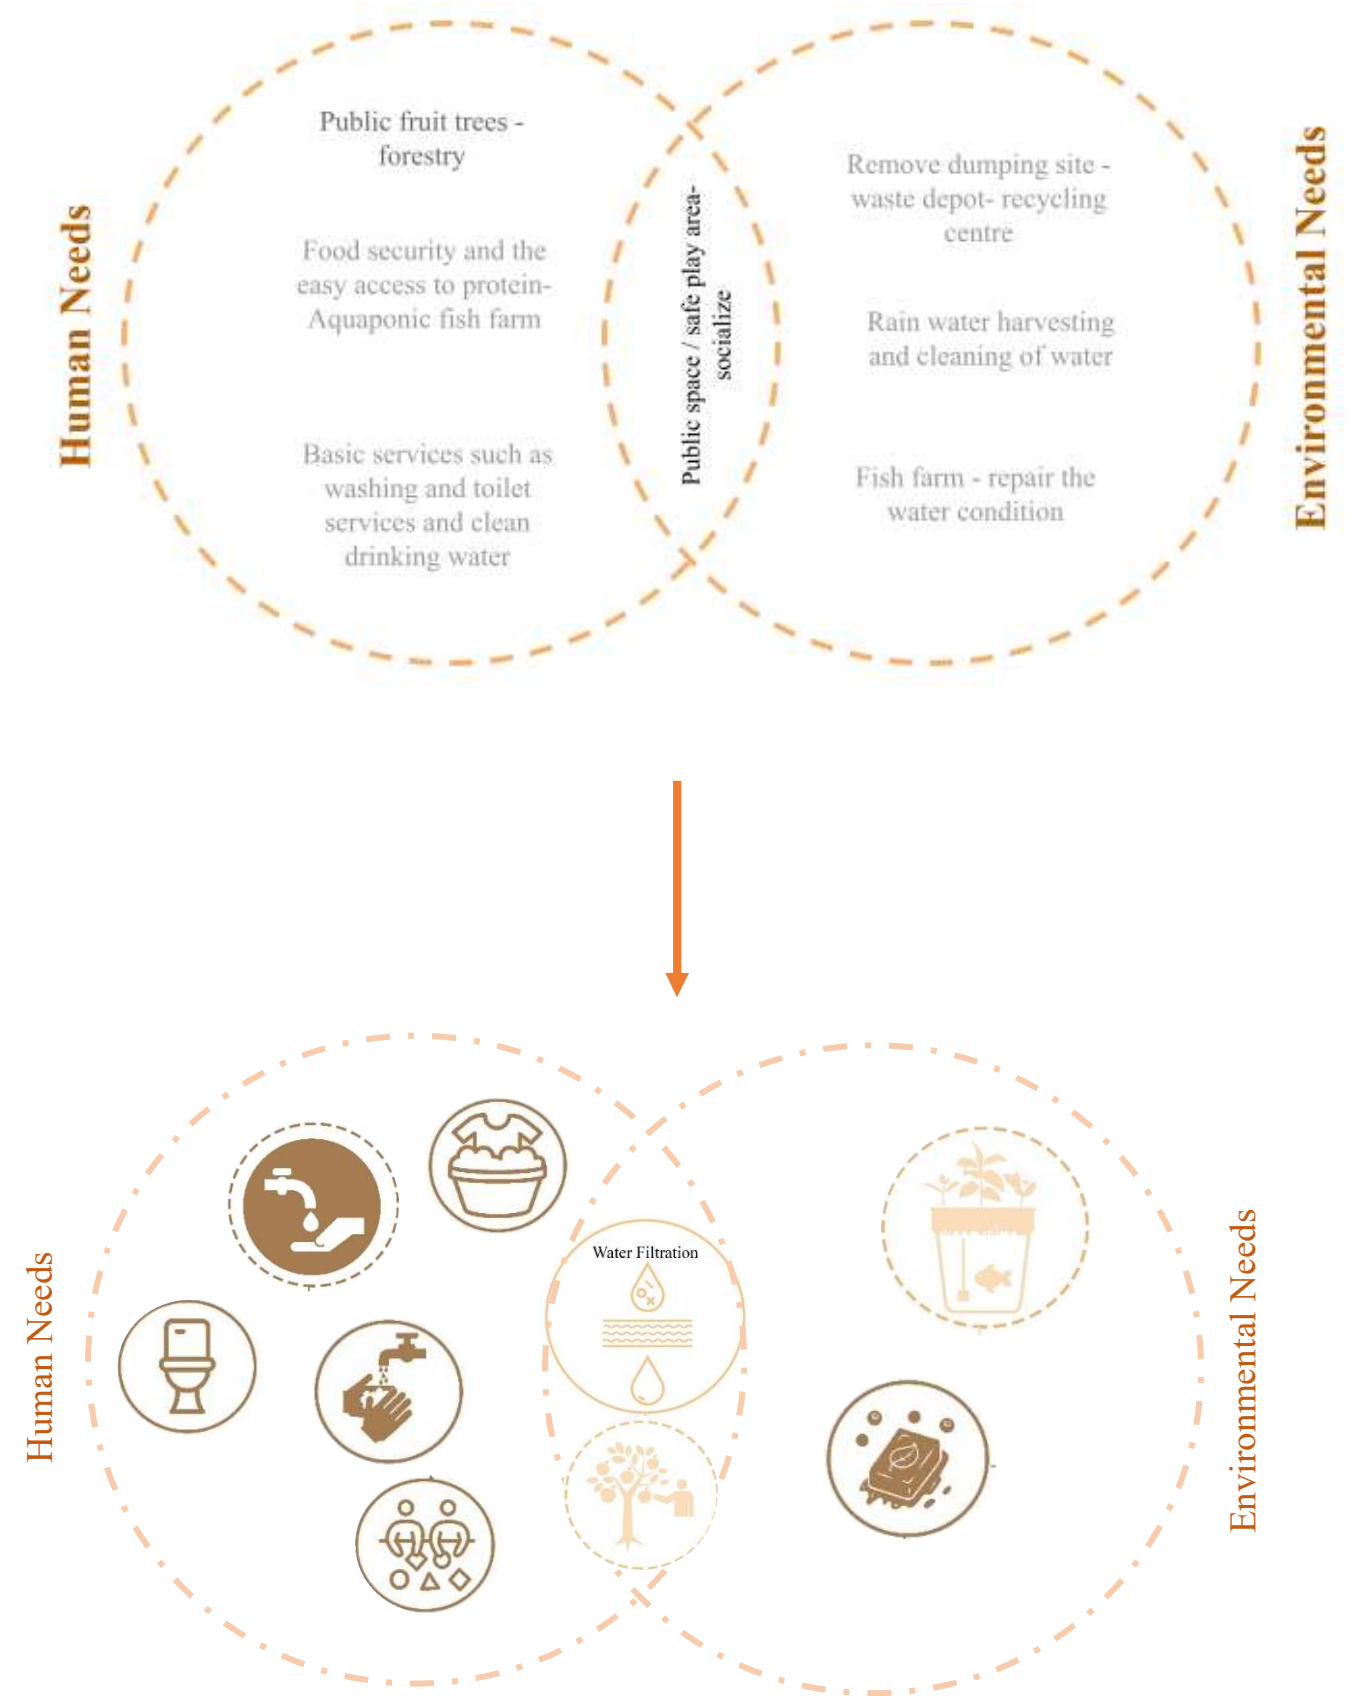 Human Needs
Public fruit trees -
forestry
Food security and the
easy access to protein-
Aquaponic fish farm
Basic services such as
washing and toilet
services and clean
drinking water
Public space / safe play area-
socialize
Remove dumping site -
waste depot- recycling
centre
Rain water harvesting
and cleaning of water
Fish farm - repair the
water condition
Environmental Needs
Human Needs
Water Filtration
Environmental Needs